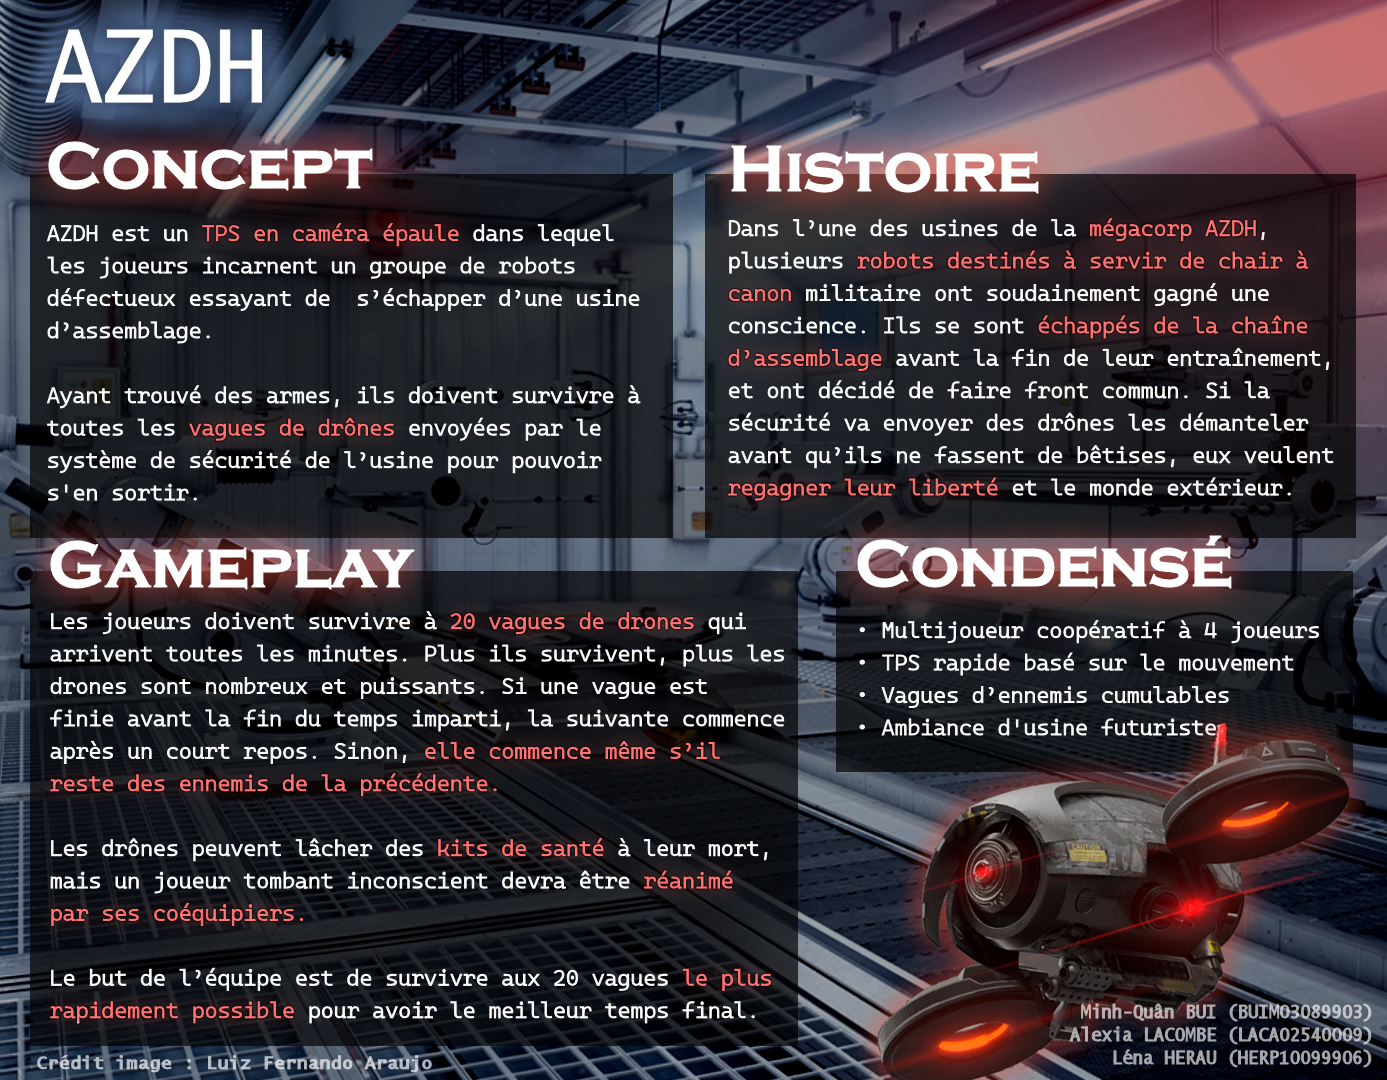 AZDH
CONCEPT
AZDH est un TPS en caméra épaule dans lequel
les joueurs incarnent un groupe de robots
défectueux essayant de  s’échapper d’une usine
d’assemblage.
Ayant trouvé des armes, ils doivent survivre à
toutes les vagues de drônes envoyées par le
système de sécurité de l’usine pour pouvoir
s'en sortir.
HISTOIRE
Dans l’une des usines de la mégacorp AZDH,
plusieurs robots destinés à servir de chair à
canon militaire ont soudainement gagné une
conscience. Ils se sont échappés de la chaîne
d’assemblage avant la fin de leur entraînement,
et ont décidé de faire front commun. Si la
sécurité va envoyer des drônes les démanteler
avant qu’ils ne fassent de bêtises, eux veulent
regagner leur liberté et le monde extérieur.
GAMEPLAY
Les joueurs doivent survivre à 20 vagues de drones qui
arrivent toutes les minutes. Plus ils survivent, plus les
drones sont nombreux et puissants. Si une vague est
finie avant la fin du temps imparti, la suivante commence
après un court repos. Sinon, elle commence même s’il
reste des ennemis de la précédente.
Les drônes peuvent lâcher des kits de santé à leur mort,
mais un joueur tombant inconscient devra être réanimé
par ses coéquipiers.
Le but de l’équipe est de survivre aux 20 vagues le plus
rapidement possible pour avoir le meilleur temps final.
CONDENSÉ
• Multijoueur coopératif à 4 joueurs
• TPS rapide basé sur le mouvement
• Vagues d’ennemis cumulables
• Ambiance d'usine futuriste
CAUTION
Minh-Quân BUI (BUIM03089903)
Alexia LACOMBE (LACA02540009)
Léna HERAU (HERP10099906)
Crédit image : Luiz Fernando Araujo